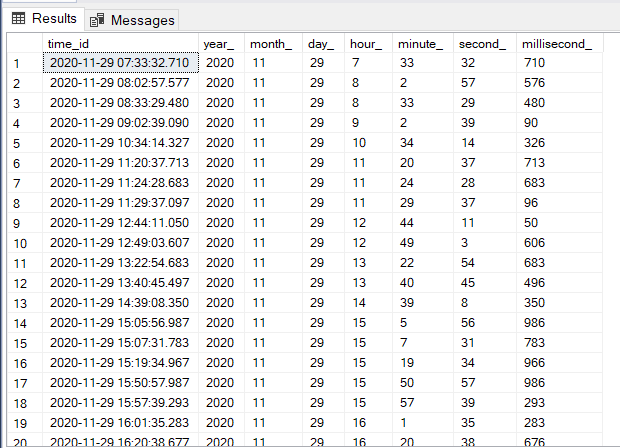 Results Messages
time_id year_ month_ day_ hour_ minute_ second_ millisecond_
1 2020-11-29 07:33:32.710 2020 11 29 7 33 32 710
2 2020-11-29 08:02:57.577 2020 11 29 8 2 57 576
3 2020-11-29 08:33:29.480 2020 11 29 8 33 29 480
4 2020-11-29 09:02:39.090 2020 11 29 9 2 39 90
5 2020-11-29 10:34:14.327 2020 11 29 10 34 14 326
6 2020-11-29 11:20:37.713 2020 11 29 11 20 37 713
7 2020-11-29 11:24:28.683 2020 11 29 11 24 28 683
8 2020-11-29 11:29:37.097 2020 11 29 11 29 37 96
9 2020-11-29 12:44:11.050 2020 11 29 12 44 11 50
10 2020-11-29 12:49:03.607 2020 11 29 12 49 3 606
11 2020-11-29 13:22:54.683 2020 11 29 13 22 54 683
12 2020-11-29 13:40:45.497 2020 11 29 13 40 45 496
13 2020-11-29 14:39:08.350 2020 11 29 14 39 8 350
14 2020-11-29 15:05:56.987 2020 11 29 15 5 56 986
15 2020-11-29 15:07:31.783 2020 11 29 15 7 31 783
16 2020-11-29 15:19:34.967 2020 11 29 15 19 34 966
17 2020-11-29 15:50:57.987 2020 11 29 15 50 57 986
18 2020-11-29 15:57:39.293 2020 11 29 15 57 39 293
19 2020-11-29 16:01:35.283 2020 11 29 16 1 35 283
20 2020-11-29 16:20:38.677 2020 11 29 16 20 38 676